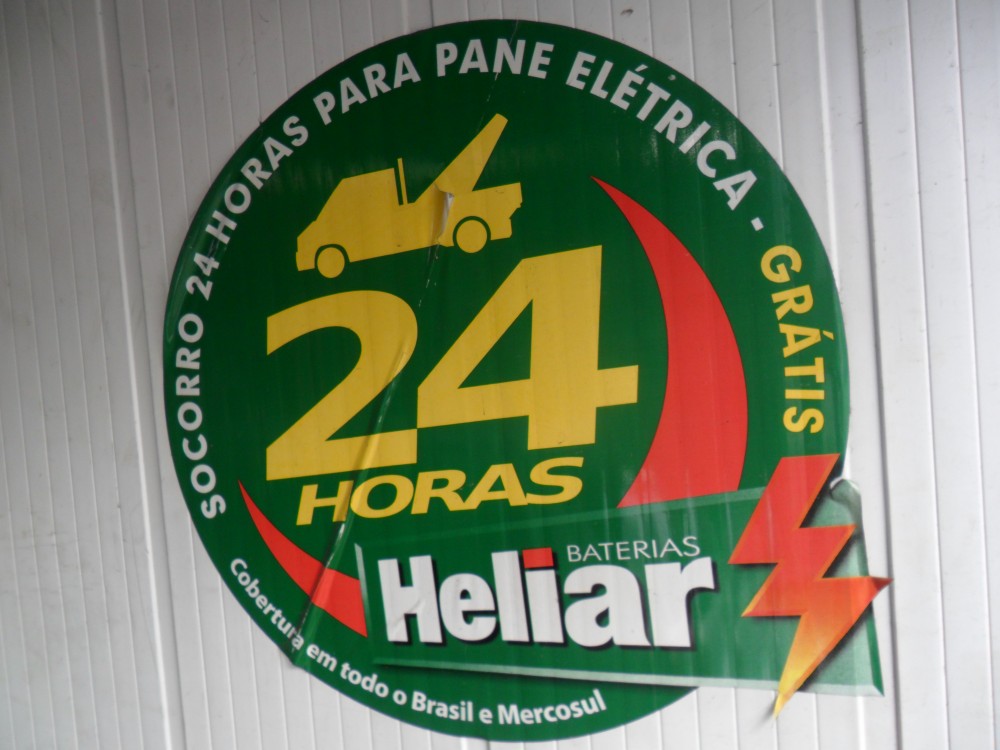 SOCORRO 24 HORAS PARA PANE ELÉTRICA - GRÁTIS
24
HORAS
BATERIAS
Heliar
Cobertura em todo o Brasil e Mercosul